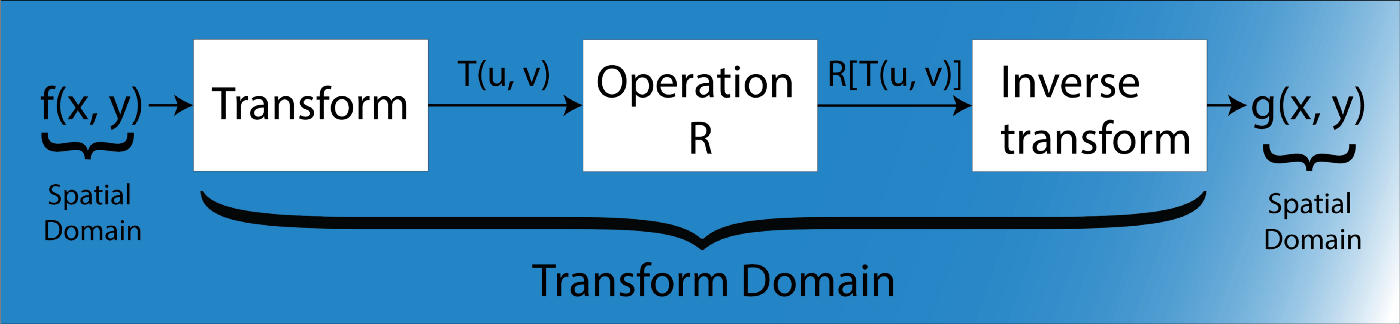 f(x, y)
Spatial
Domain
Transform
T(u, v)
Operation
R
R[T(u, v)]
Inverse
transform
g(x, y)
Spatial
Domain
Transform Domain